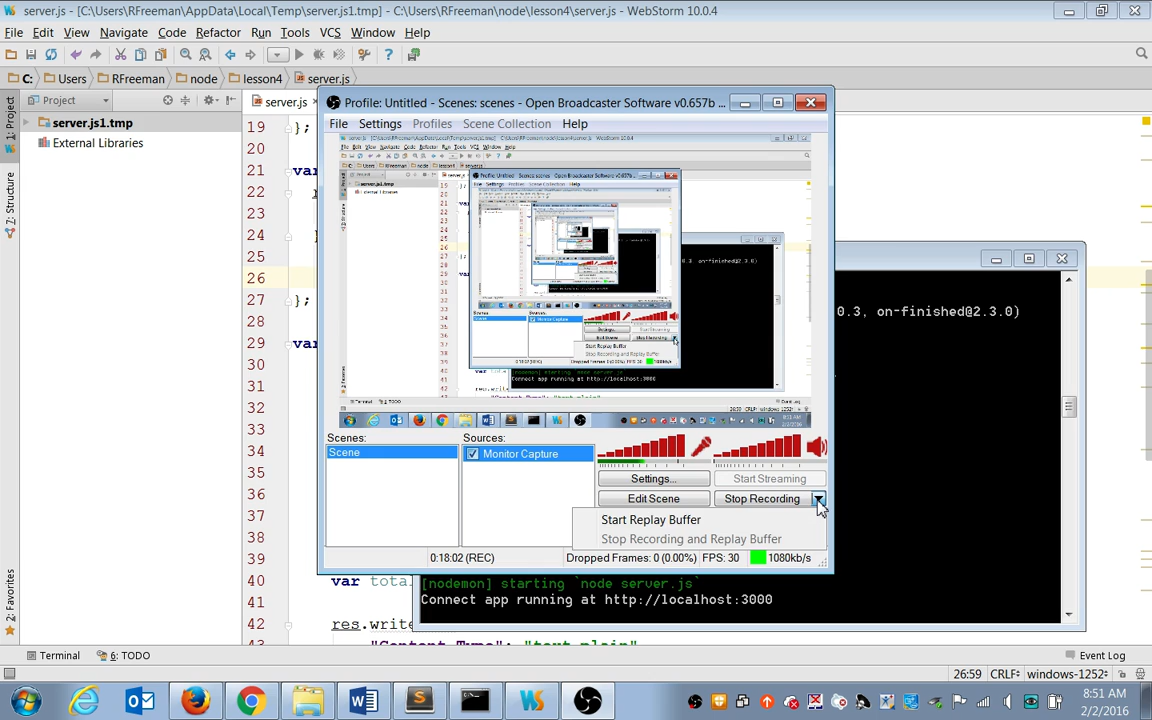 server.js - [C:\Users\RFreeman\AppData\Local\Temp\server.js1.tmp] - C:\Users\RFreeman\node\lesson4\server.js - WebStorm 10.0.4
File Edit View Navigate Code Refactor Run Tools VCS Window Help
C: Users RFreeman node lesson4 server.js
1: Project
7: Structure
2: Favorites
Project
server.js1.tmp
External Libraries
server.js
19 };
20
21 var
22
23
24
25
26
27 };
28
29 var
30
31
32
33
34
35
36
37
38
39
40 var total
41
42 res.write
43 "Content-Type": "text plain"
Profile: Untitled - Scenes: scenes - Open Broadcaster Software v0.657b ...
File Settings Profiles Scene Collection Help
Scenes:
Scene
Sources:
Monitor Capture
Settings... Start Streaming
Edit Scene Stop Recording
Start Replay Buffer
Stop Recording and Replay Buffer
0:18:02 (REC) Dropped Frames: 0 (0.00%) FPS: 30 1080kb/s
0.3, on-finished@2.3.0)
[nodemon] starting `node server.js`
Connect app running at http://localhost:3000
Terminal 6: TODO Event Log
26:59 CRLF: windows-1252:
8:51 AM
2/2/2016